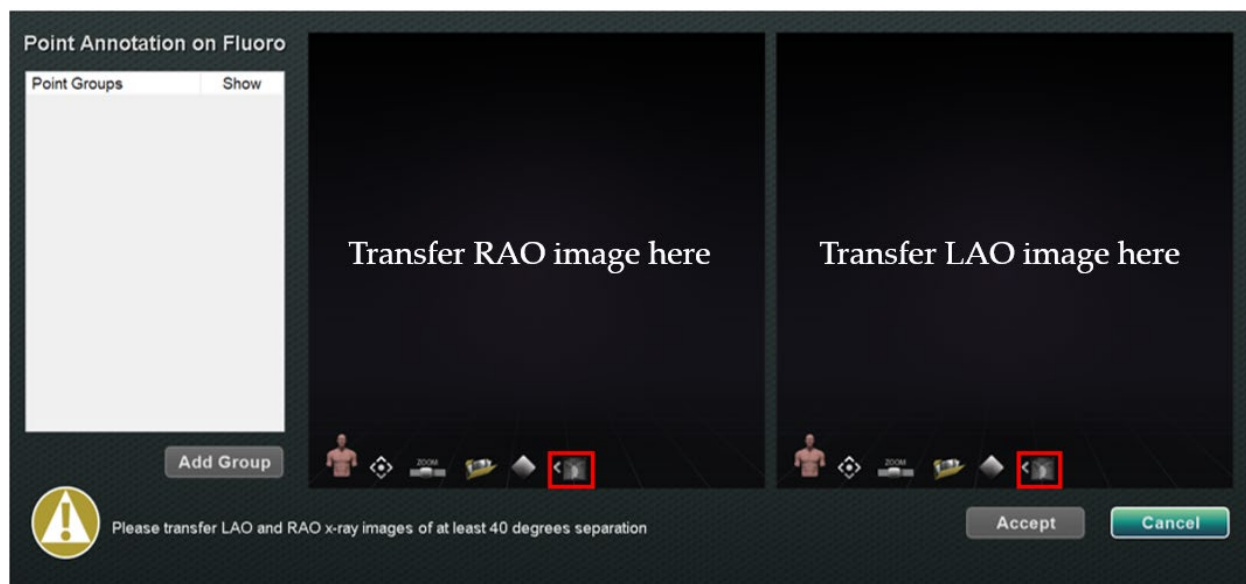 Point Annotation on Fluoro
Point Groups Show
Transfer RAO image here
Transfer LAO image here
ZOOM
ZOOM
Add Group
Please transfer LAO and RAO x-ray images of at least 40 degrees separation
Accept
Cancel